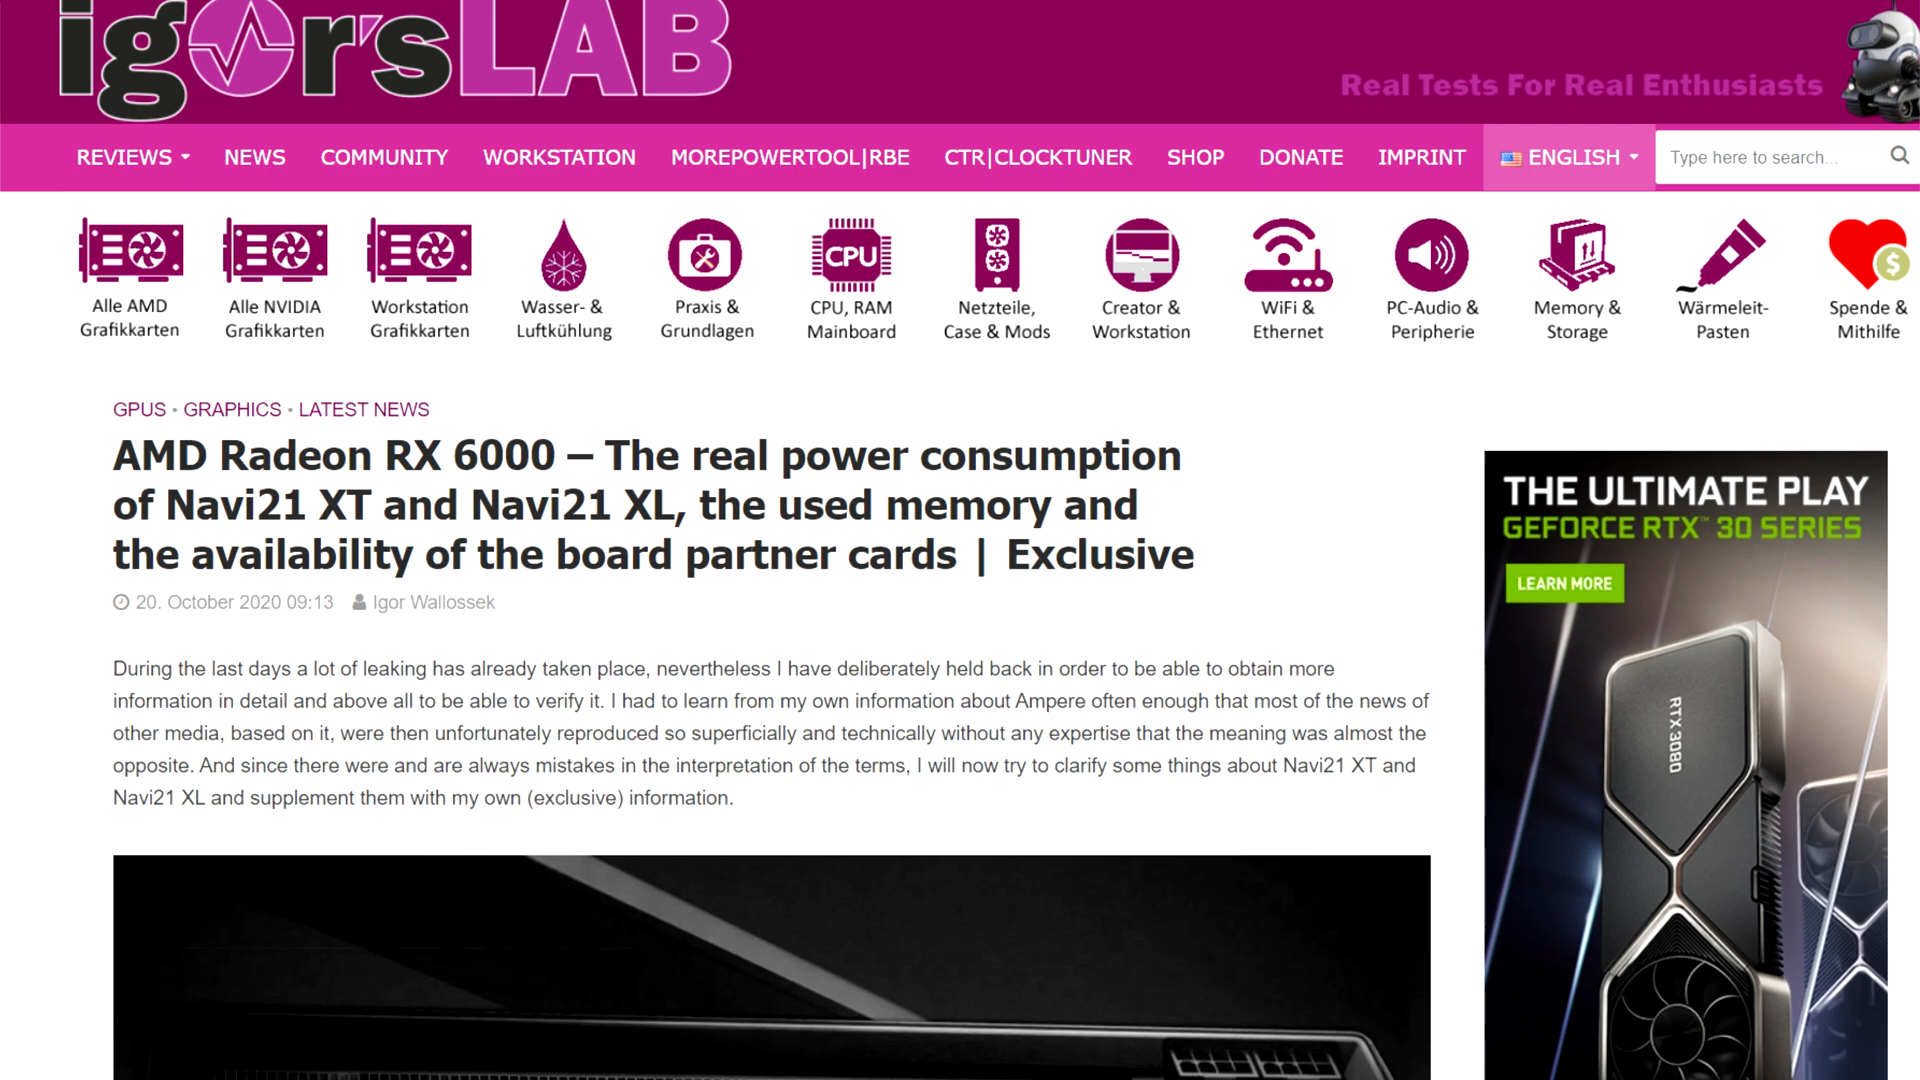 igor'sLAB
Real Tests For Real Enthusiasts
REVIEWS NEWS COMMUNITY WORKSTATION MOREPOWERTOOL|RBE CTR|CLOCKTUNER SHOP DONATE IMPRINT ENGLISH Type here to search...
CPU
$
Alle AMD
Grafikkarten
Alle NVIDIA
Grafikkarten
Workstation
Grafikkarten
Wasser- &
Luftkühlung
Praxis &
Grundlagen
CPU, RAM
Mainboard
Netzteile,
Case & Mods
Creator &
Workstation
WiFi &
Ethernet
PC-Audio &
Peripherie
Memory &
Storage
Wärmeleit-
Pasten
Spende &
Mithilfe
GPUS • GRAPHICS • LATEST NEWS
AMD Radeon RX 6000 – The real power consumption
of Navi21 XT and Navi21 XL, the used memory and
the availability of the board partner cards | Exclusive
20. October 2020 09:13 Igor Wallossek
During the last days a lot of leaking has already taken place, nevertheless I have deliberately held back in order to be able to obtain more
information in detail and above all to be able to verify it. I had to learn from my own information about Ampere often enough that most of the news of
other media, based on it, were then unfortunately reproduced so superficially and technically without any expertise that the meaning was almost the
opposite. And since there were and are always mistakes in the interpretation of the terms, I will now try to clarify some things about Navi21 XT and
Navi21 XL and supplement them with my own (exclusive) information.
THE ULTIMATE PLAY
GEFORCE RTX™ 30 SERIES
LEARN MORE
RTX 3080